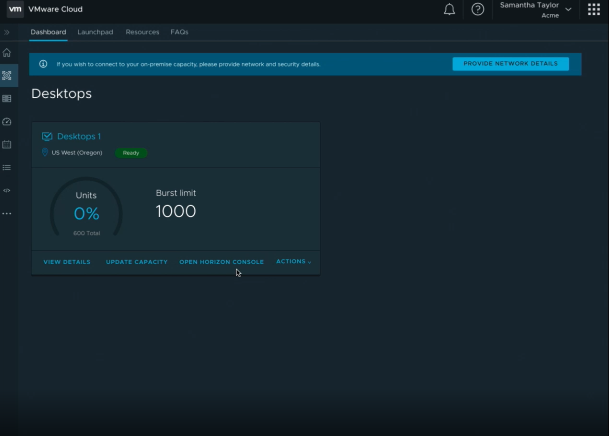 vm VMware Cloud
Samantha Taylor
Acme
Dashboard Launchpad Resources FAQs
If you wish to connect to your on-premise capacity, please provide network and security details.
PROVIDE NETWORK DETAILS
Desktops
Desktops 1
US West (Oregon) Ready
Units
0%
600 Total
Burst limit
1000
VIEW DETAILS UPDATE CAPACITY OPEN HORIZON CONSOLE ACTIONS